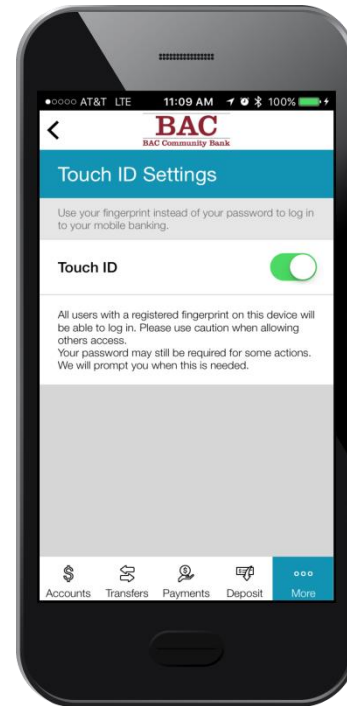 ●○○○○ AT&T LTE 11:09 AM 100%
BAC
BAC Community Bank
Touch ID Settings
Use your fingerprint instead of your password to log in
to your mobile banking.
Touch ID
All users with a registered fingerprint on this device will
be able to log in. Please use caution when allowing
others access.
Your password may still be required for some actions.
We will prompt you when this is needed.
Accounts Transfers Payments Deposit More